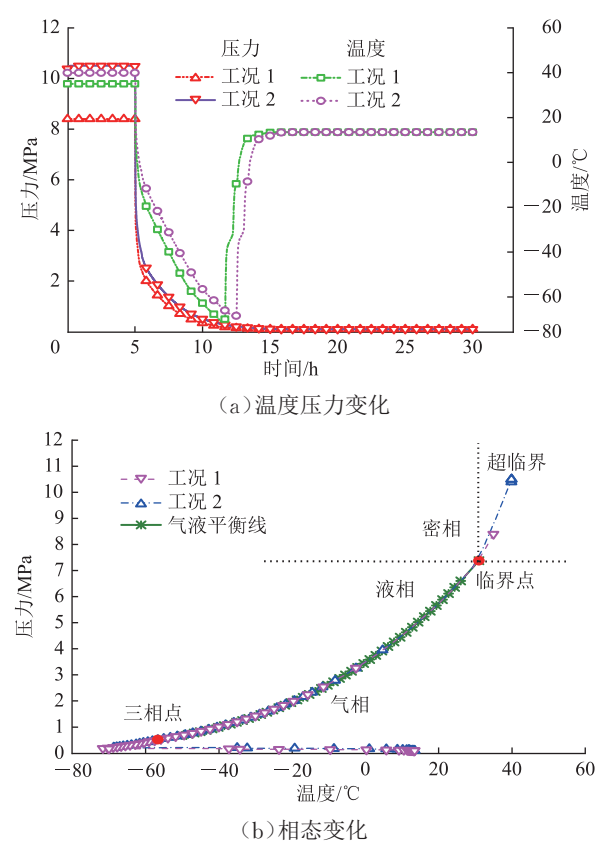 12
10
8
6
4
2
0
5
10
15
20
25
30
60
40
20
0
−20
−40
−60
−80
压力/MPa
温度/℃
时间/h
压力 温度
工况 1 工况 1
工况 2 工况 2
(a)温度压力变化
12
11
10
9
8
7
6
5
4
3
2
1
0
−80
−60
−40
−20
0
20
40
60
压力/MPa
工况 1
工况 2
气液平衡线
超临界
密相
临界点
液相
气相
三相点
温度/℃
(b)相态变化